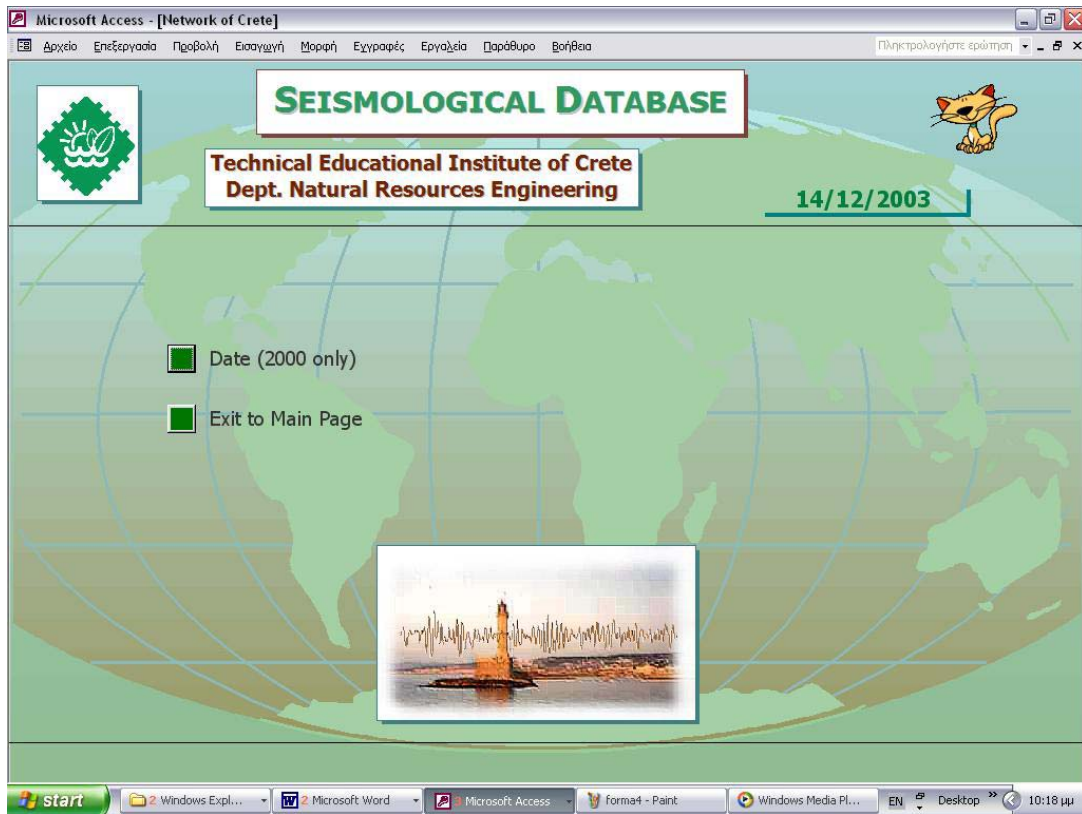 Microsoft Access - [Network of Crete]
Αρχείο Επεξεργασία Προβολή Εισαγωγή Μορφή Εγγραφές Εργαλεία Παράθυρο Βοήθεια Πληκτρολογήστε ερώτηση
SEISMOLOGICAL DATABASE
Technical Educational Institute of Crete
Dept. Natural Resources Engineering
14/12/2003
Date (2000 only)
Exit to Main Page
start 2 Windows Expl... 2 Microsoft Word 3 Microsoft Access forma4 - Paint Windows Media Pl... EN Desktop » 10:18 μμ